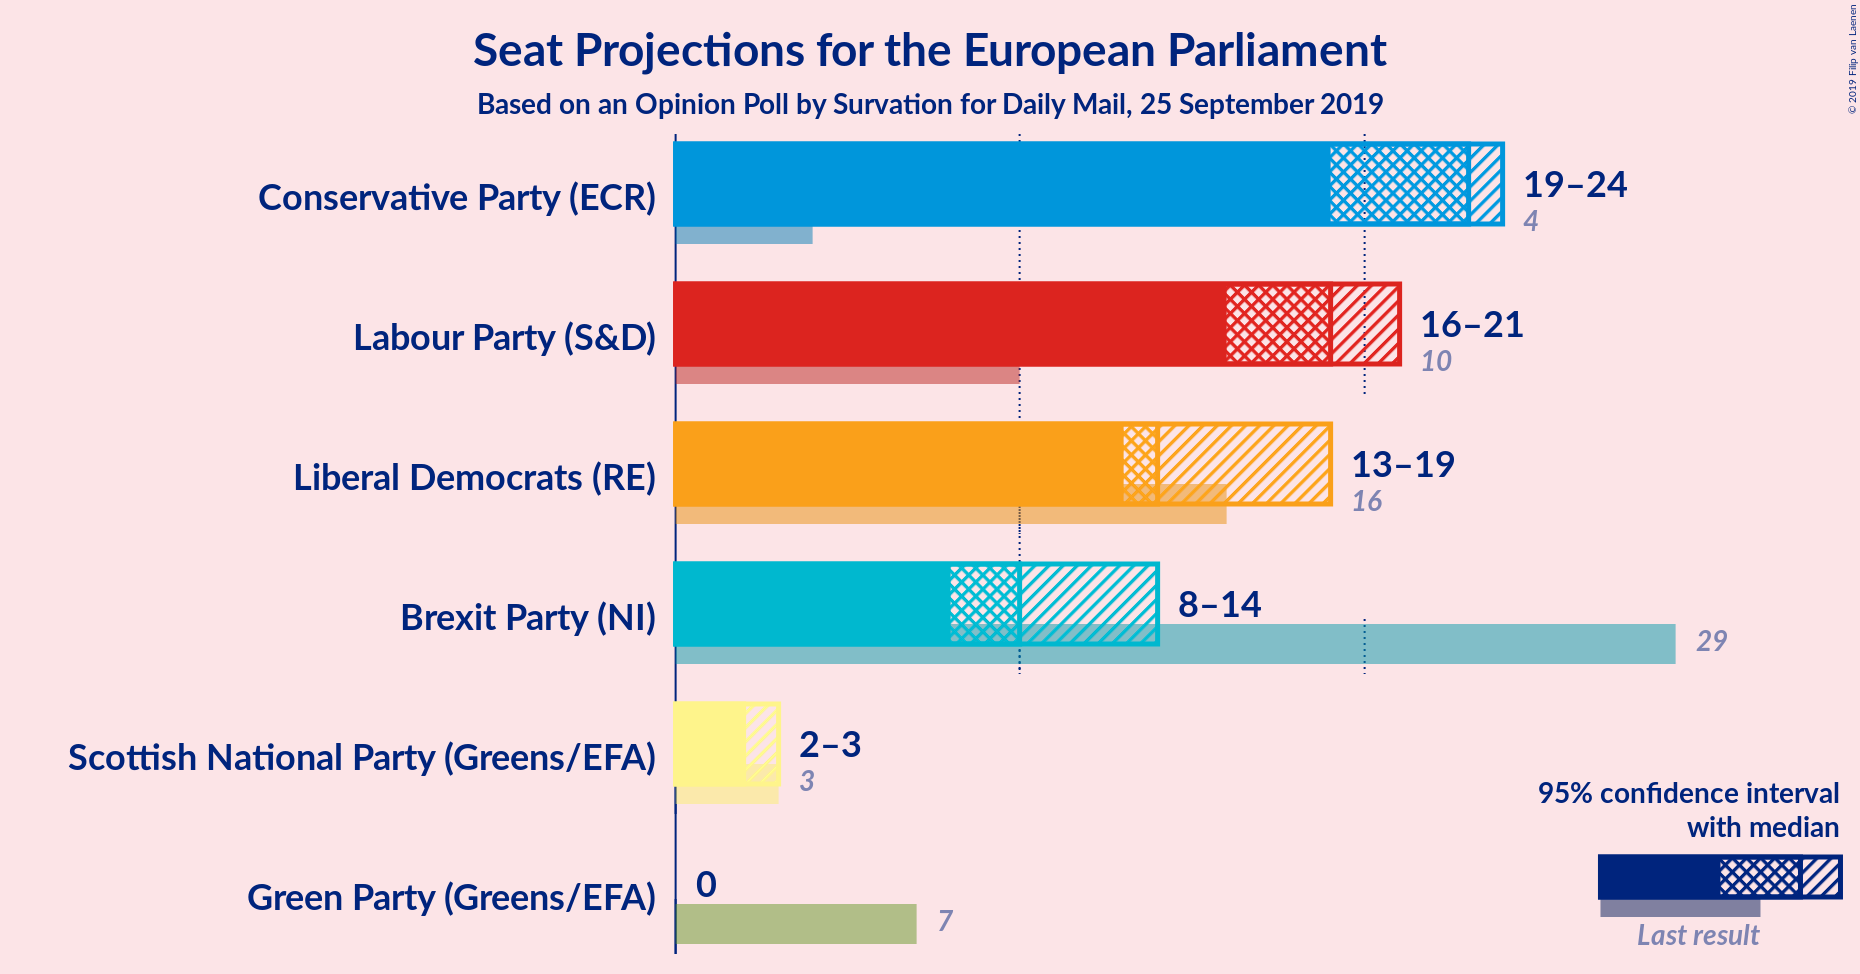 Seat Projections for the European Parliament
Based on an Opinion Poll by Survation for Daily Mail, 25 September 2019
© 2019 Filip van Laenen
Conservative Party (ECR)
19–24
4
Labour Party (S&D)
16–21
10
Liberal Democrats (RE)
13–19
16
Brexit Party (NI)
8–14
29
Scottish National Party (Greens/EFA)
2–3
3
Green Party (Greens/EFA)
0
7
95% confidence interval
with median
Last result